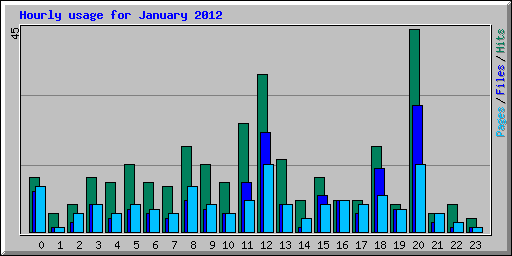 Hourly usage for January 2012
45
Pages / Files / Hits
0 1 2 3 4 5 6 7 8 9 10 11 12 13 14 15 16 17 18 19 20 21 22 23